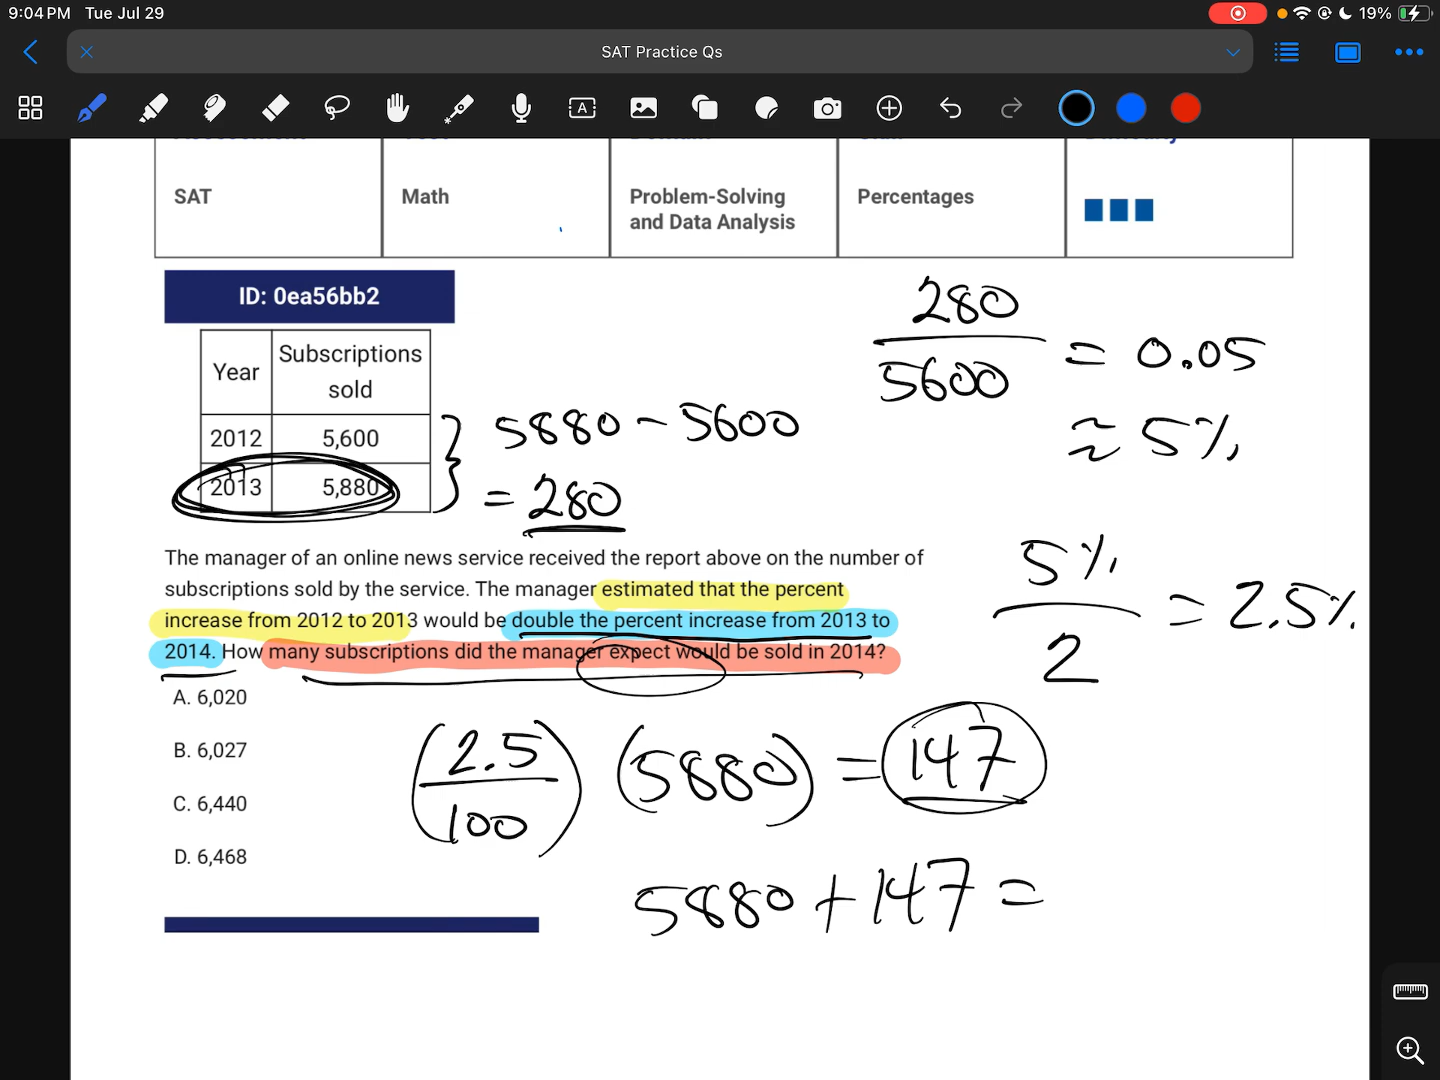 9:04 PM Tue Jul 29
19%
SAT Practice Qs
SAT
Math
Problem-Solving
and Data Analysis
Percentages
ID: 0ea56bb2
Year
Subscriptions
sold
2012 5,600
2013 5,880
5880 - 5600
= 280
280
5600
= 0.05
≈ 5%
The manager of an online news service received the report above on the number of
subscriptions sold by the service. The manager estimated that the percent
increase from 2012 to 2013 would be double the percent increase from 2013 to
2014. How many subscriptions did the manager expect would be sold in 2014?
5%
2
= 2.5%
A. 6,020
B. 6,027
C. 6,440
D. 6,468
(2.5
100) (5880) = 147
5880 + 147 =